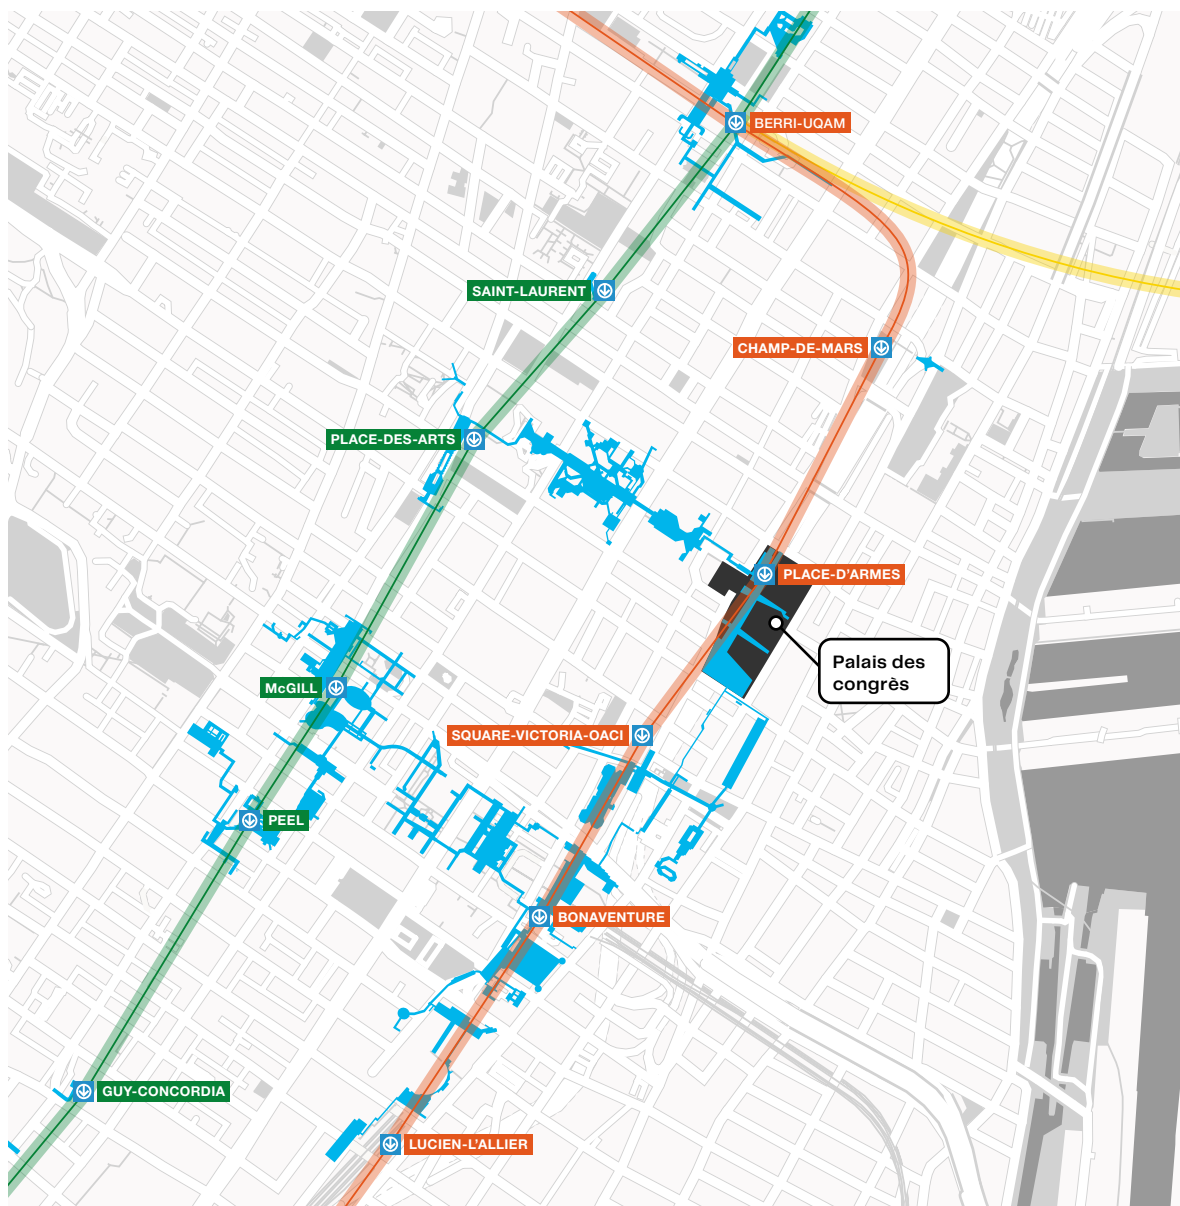 BERRI-UQAM
SAINT-LAURENT
CHAMP-DE-MARS
PLACE-DES-ARTS
PLACE-D'ARMES
Palais des
congrès
McGILL
SQUARE-VICTORIA-OACI
PEEL
BONAVENTURE
GUY-CONCORDIA
LUCIEN-L'ALLIER